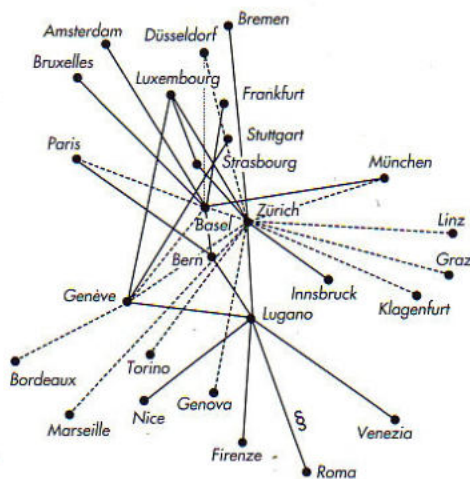 Bremen
Amsterdam
Düsseldorf
Bruxelles
Luxembourg
Frankfurt
Stuttgart
Paris
Strasbourg
München
Zürich
Basel
Linz
Bern
Graz
Genève
Innsbruck
Klagenfurt
Lugano
Bordeaux
Torino
Nice
Genova
Marseille
§
Venezia
Firenze
Roma